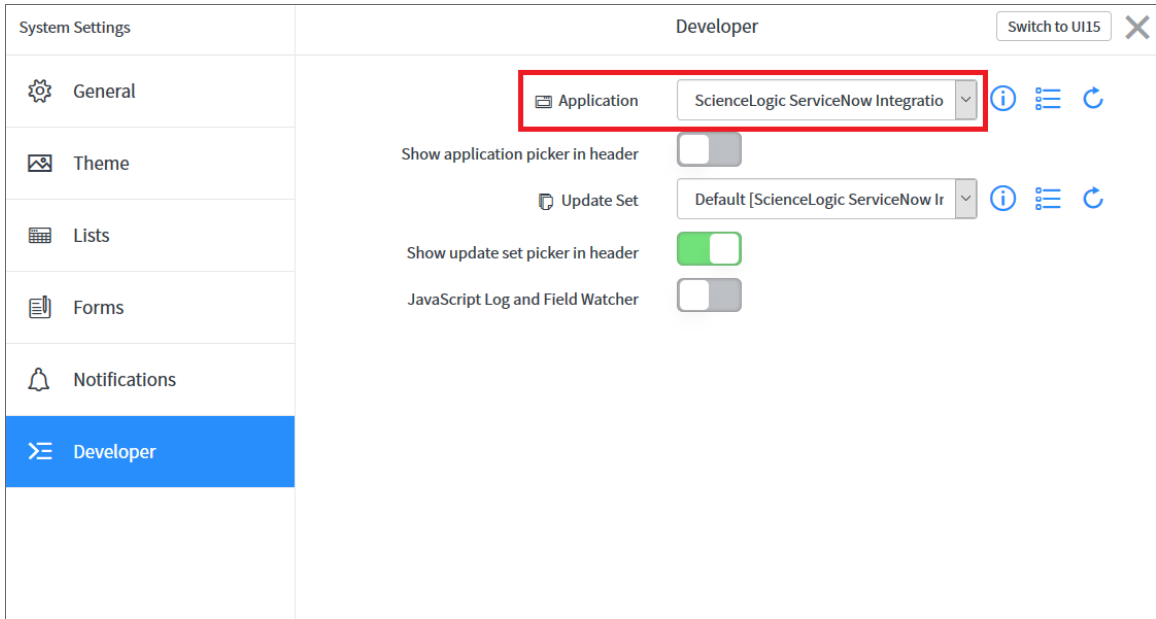 System Settings
Developer
Switch to UI15
General
Theme
Lists
Forms
Notifications
Developer
Application
ScienceLogic ServiceNow Integratio
Show application picker in header
Update Set
Default [ScienceLogic ServiceNow Ir
Show update set picker in header
JavaScript Log and Field Watcher